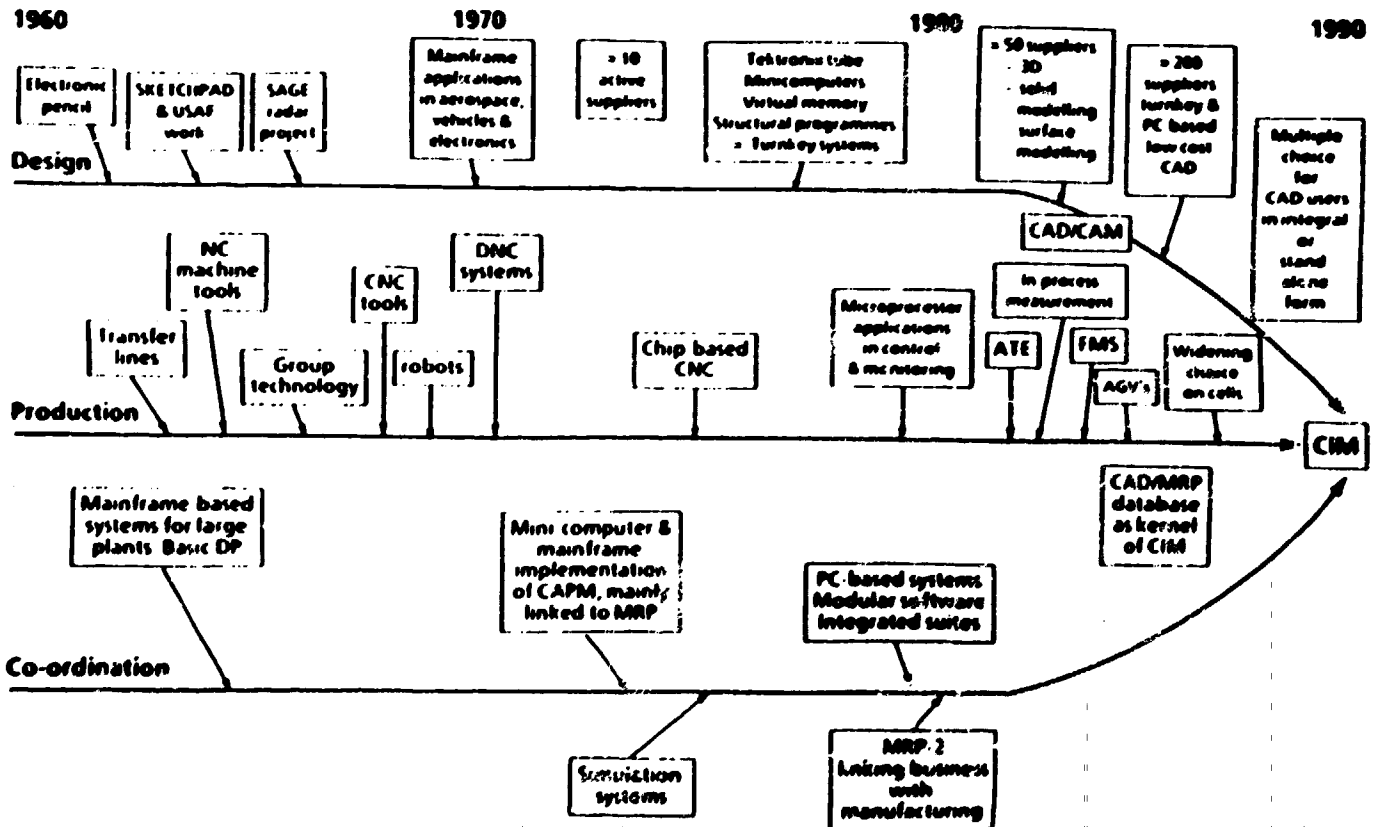 1960
1970
1980
1990
Electronic
pencil
SKETCHPAD
& USAF
work
SAGE
radar
project
Mainframe
applications
in aerospace,
vehicles &
electronics
> 10
active
suppliers
Tektronix tube
Minicomputers
Virtual memory
Structural programmes
= Turnkey systems
> 50 suppliers
- 3D
- solid
modelling
surface
modelling
> 200
suppliers
turnkey &
PC based
low cost
CAD
Multiple
choice
for
CAD users
in integral
or
stand
alone
form
Design
CAD/CAM
NC
machine
tools
DNC
systems
CNC
tools
In process
measurement
Transfer
lines
Group
technology
robots
Chip based
CNC
Microprocessor
applications
in control
& monitoring
ATE
FMS
AGV's
Widening
choice
on cells
Production
CIM
Mainframe based
systems for large
plants Basic DP
Mini computer &
mainframe
implementation
of CAPM, mainly
linked to MRP
PC-based systems
Modular software
Integrated suites
CAD/MRP
database
as kernel
of CIM
Co-ordination
Simulation
systems
MRP-2
Linking business
with
manufacturing